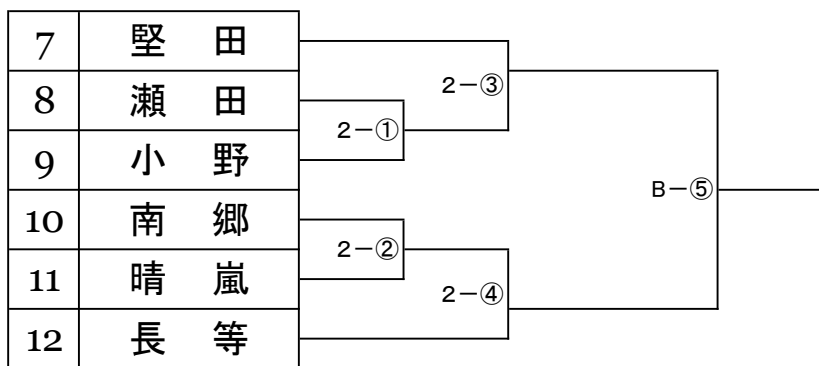 7 堅 田
8 瀬 田
9 小 野
10 南 郷
11 晴 嵐
12 長 等
2－③
2－①
B－⑤
2－②
2－④